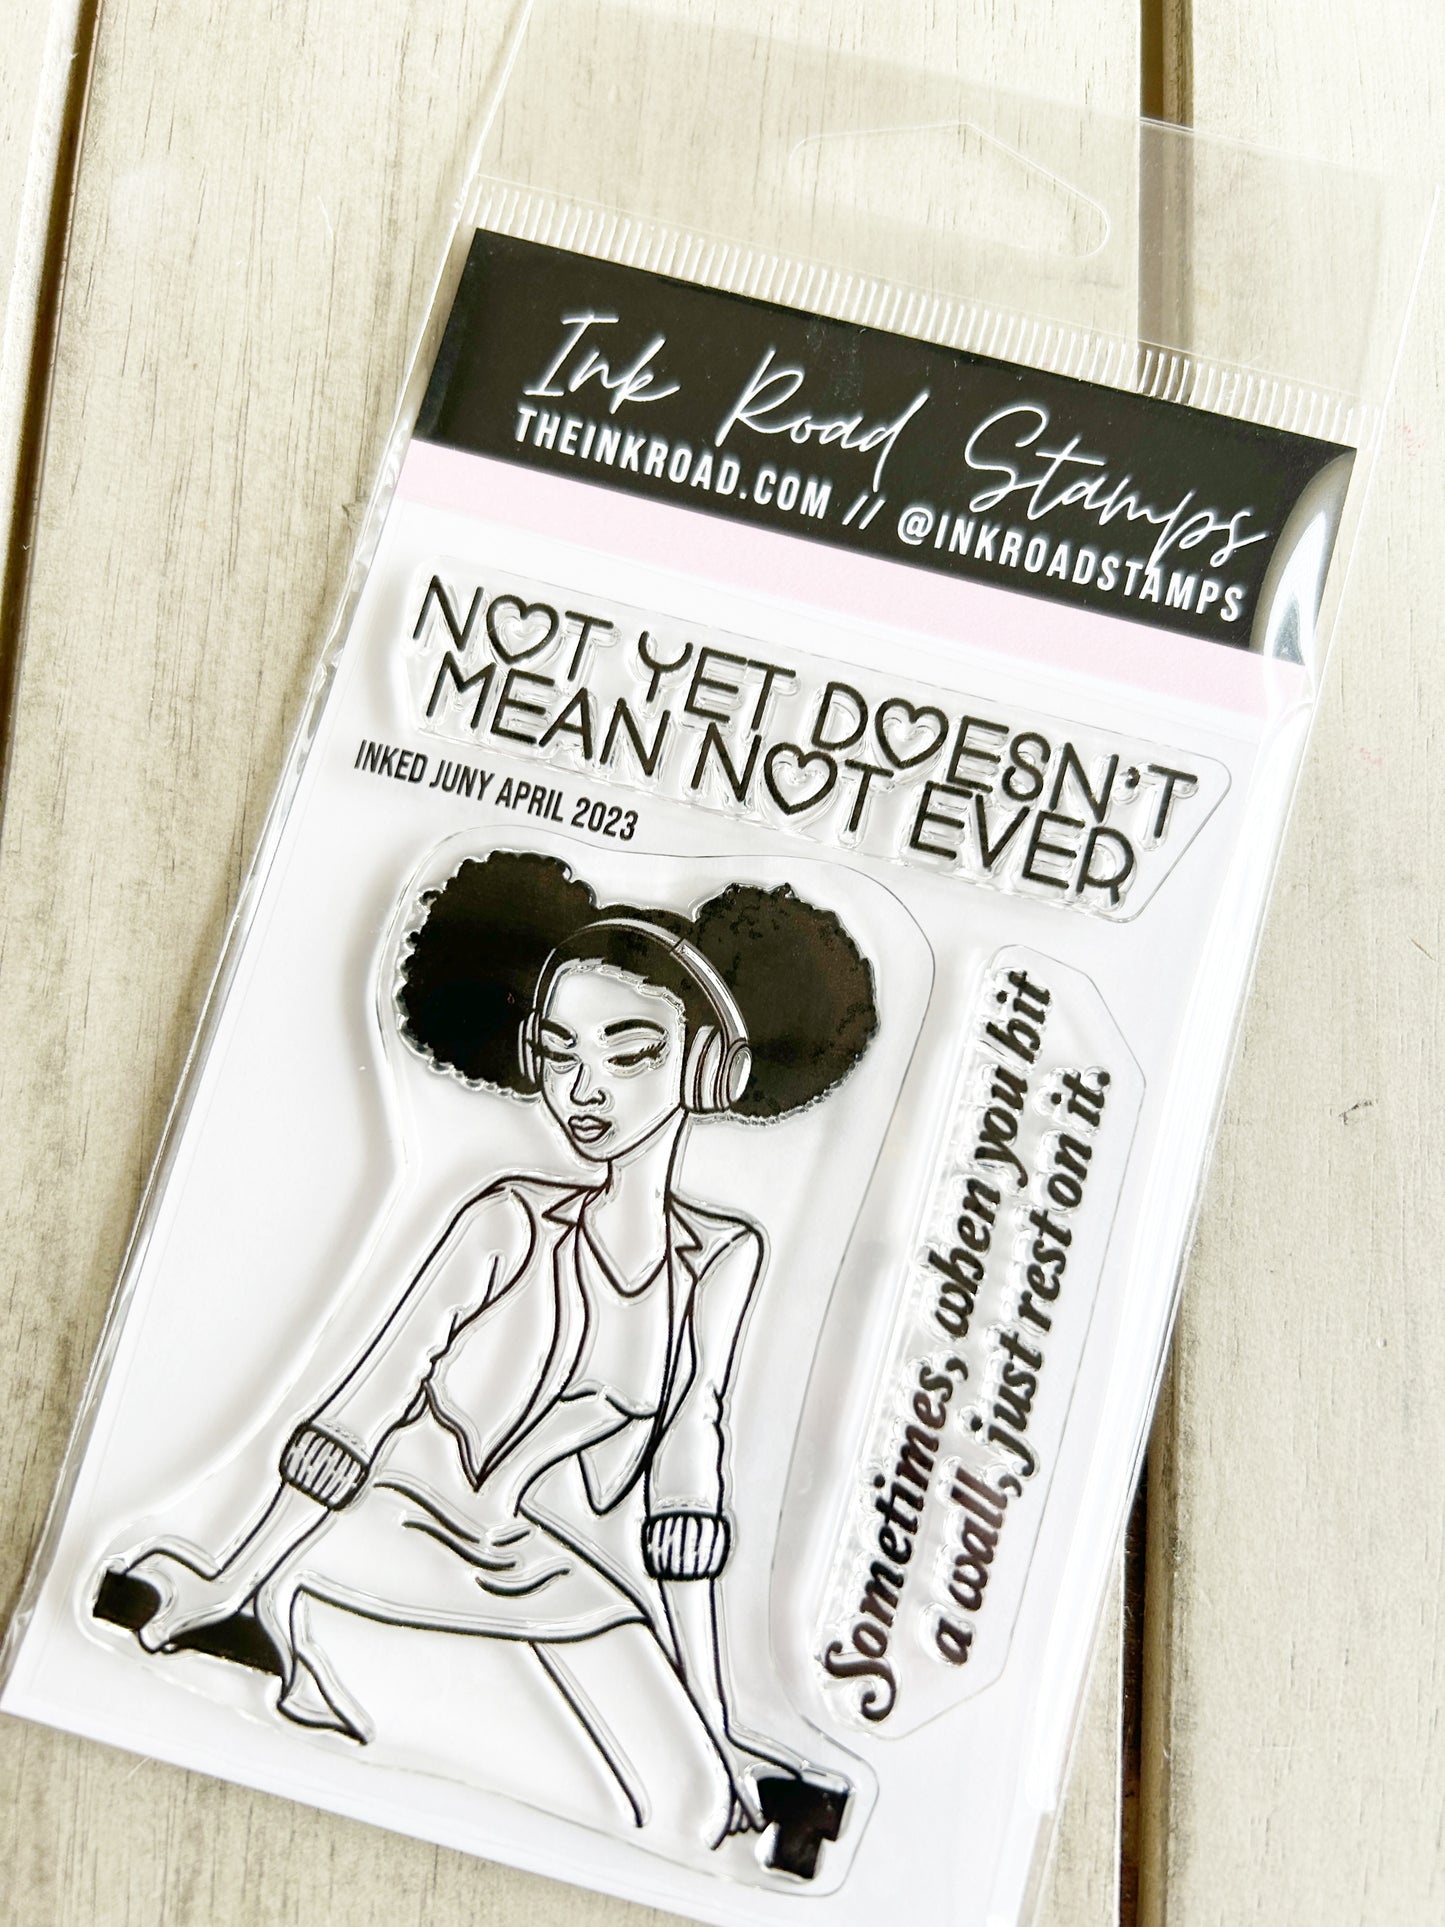 Ink Road Stamps
THEINKROAD.COM // @INKROADSTAMPS
NOT YET DOESN'T
MEAN NOT EVER
INKED JUNY APRIL 2023
Sometimes, when you hit
a wall, just rest on it.